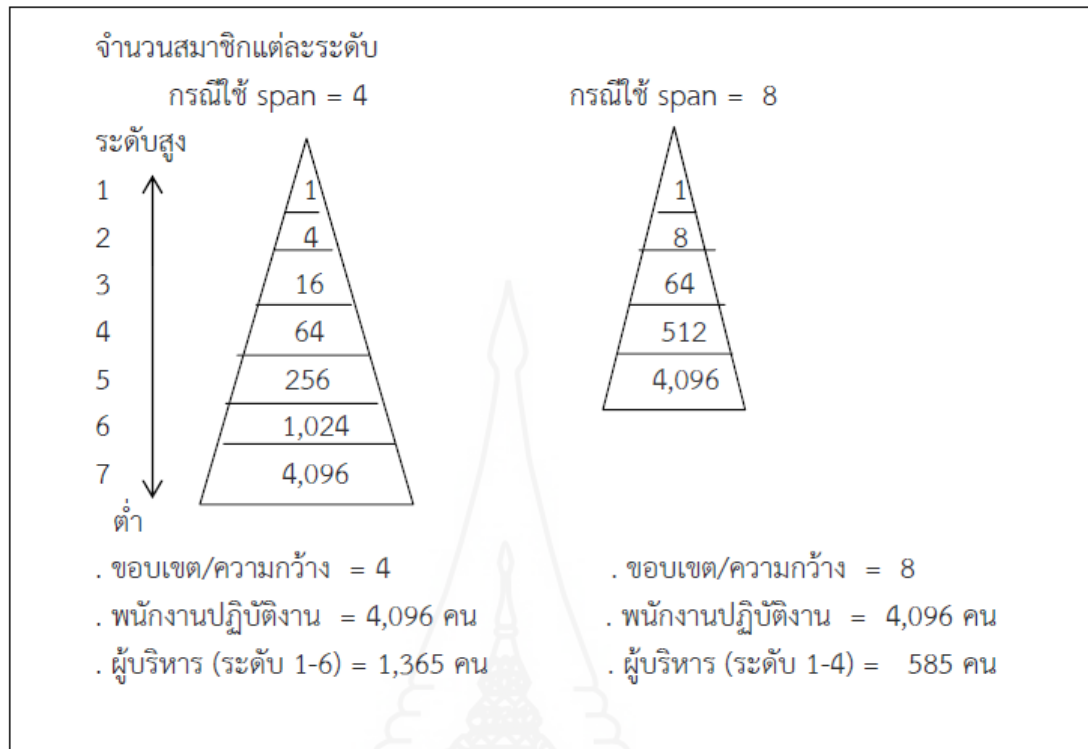 จำนวนสมาชิกแต่ละระดับ
กรณีใช้ span = 4 กรณีใช้ span = 8
ระดับสูง
1 1 1
2 4 8
3 16 64
4 64 512
5 256 4,096
6 1,024
7 4,096
ต่ำ
. ขอบเขต/ความกว้าง = 4 . ขอบเขต/ความกว้าง = 8
. พนักงานปฏิบัติงาน = 4,096 คน . พนักงานปฏิบัติงาน = 4,096 คน
. ผู้บริหาร (ระดับ 1-6) = 1,365 คน . ผู้บริหาร (ระดับ 1-4) = 585 คน